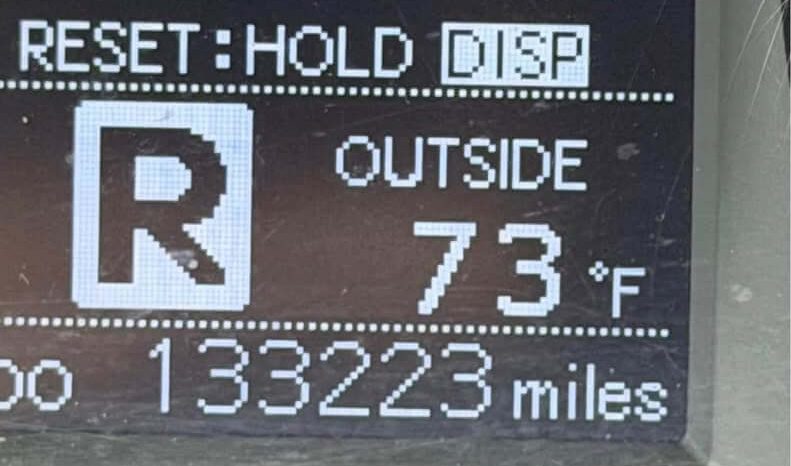 RESET:HOLD DISP
R
OUTSIDE
73 °F
133223 miles